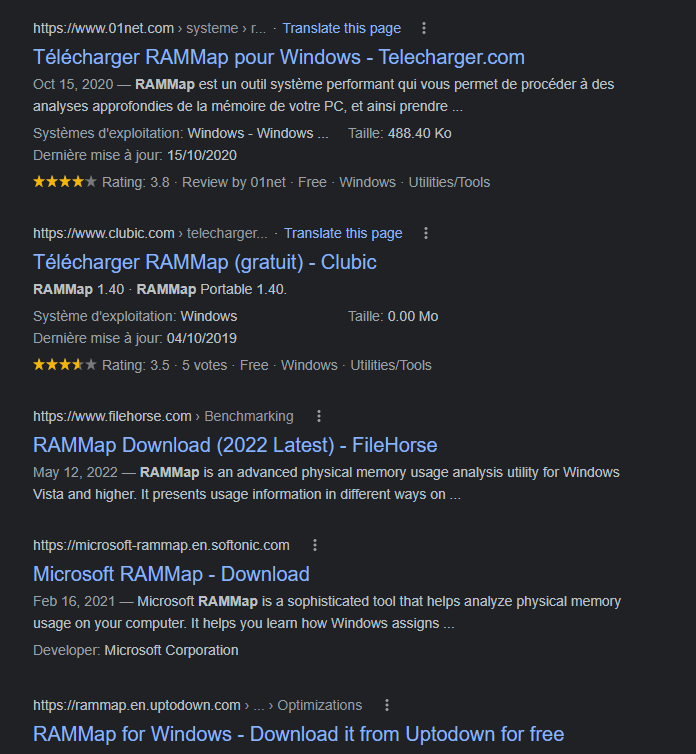 https://www.01net.com › systeme › r... · Translate this page
Télécharger RAMMap pour Windows - Telecharger.com
Oct 15, 2020 — RAMMap est un outil système performant qui vous permet de procéder à des
analyses approfondies de la mémoire de votre PC, et ainsi prendre ...
Systèmes d'exploitation: Windows - Windows ... Taille: 488.40 Ko
Dernière mise à jour: 15/10/2020
Rating: 3.8 · Review by 01net · Free · Windows · Utilities/Tools
https://www.clubic.com › telecharger... · Translate this page
Télécharger RAMMap (gratuit) - Clubic
RAMMap 1.40 · RAMMap Portable 1.40.
Système d'exploitation: Windows Taille: 0.00 Mo
Dernière mise à jour: 04/10/2019
Rating: 3.5 · 5 votes · Free · Windows · Utilities/Tools
https://www.filehorse.com › Benchmarking
RAMMap Download (2022 Latest) - FileHorse
May 12, 2022 — RAMMap is an advanced physical memory usage analysis utility for Windows
Vista and higher. It presents usage information in different ways on ...
https://microsoft-rammap.en.softonic.com
Microsoft RAMMap - Download
Feb 16, 2021 — Microsoft RAMMap is a sophisticated tool that helps analyze physical memory
usage on your computer. It helps you learn how Windows assigns ...
Developer: Microsoft Corporation
https://rammap.en.uptodown.com › ... › Optimizations
RAMMap for Windows - Download it from Uptodown for free